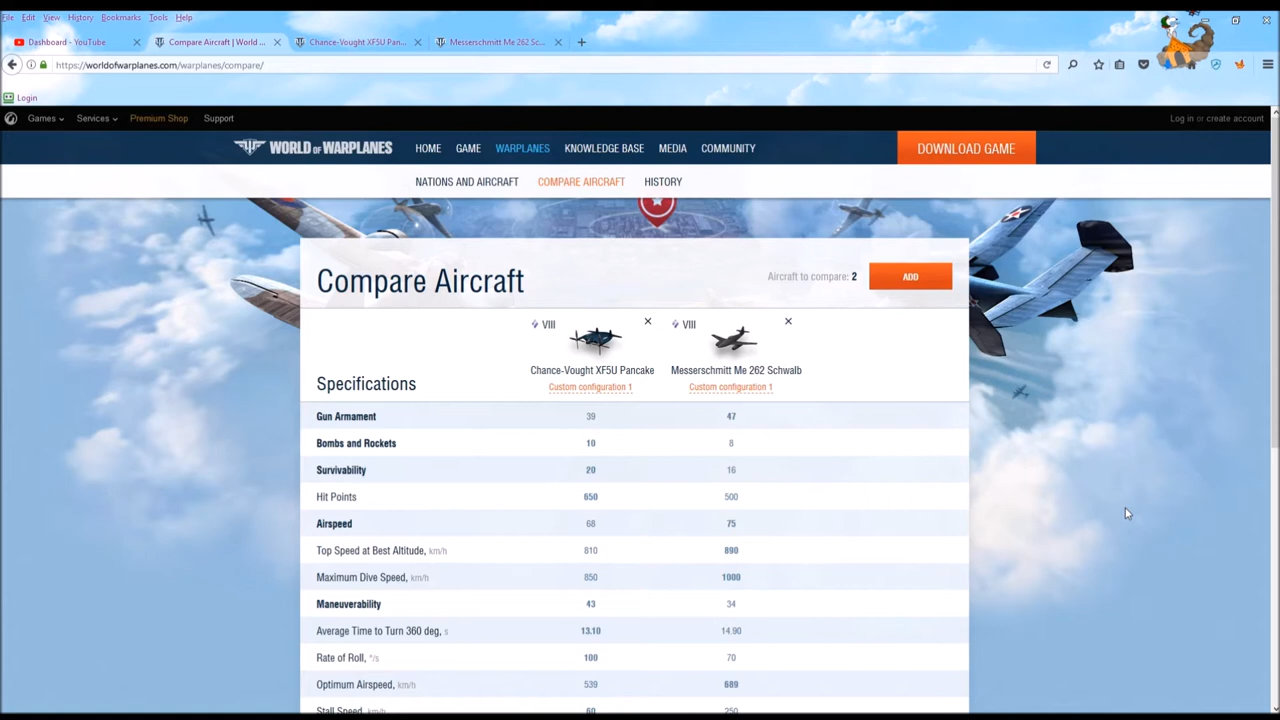 File Edit View History Bookmarks Tools Help
Dashboard - YouTube Compare Aircraft | World ... Chance-Vought XF5U Pan... Messerschmitt Me 262 Sc...
https://worldofwarplanes.com/warplanes/compare/
Login
Games Services Premium Shop Support Log in or create account
WORLD OF WARPLANES HOME GAME WARPLANES KNOWLEDGE BASE MEDIA COMMUNITY DOWNLOAD GAME
NATIONS AND AIRCRAFT COMPARE AIRCRAFT HISTORY
Compare Aircraft Aircraft to compare: 2 ADD
VIII VIII
Chance-Vought XF5U Pancake Messerschmitt Me 262 Schwalb
Specifications Custom configuration 1 Custom configuration 1
Gun Armament 39 47
Bombs and Rockets 10 8
Survivability 20 16
Hit Points 650 500
Airspeed 68 75
Top Speed at Best Altitude, km/h 810 890
Maximum Dive Speed, km/h 850 1000
Maneuverability 43 34
Average Time to Turn 360 deg, s 13.10 14.90
Rate of Roll, °/s 100 70
Optimum Airspeed, km/h 539 689
Stall Speed, km/h 60 250